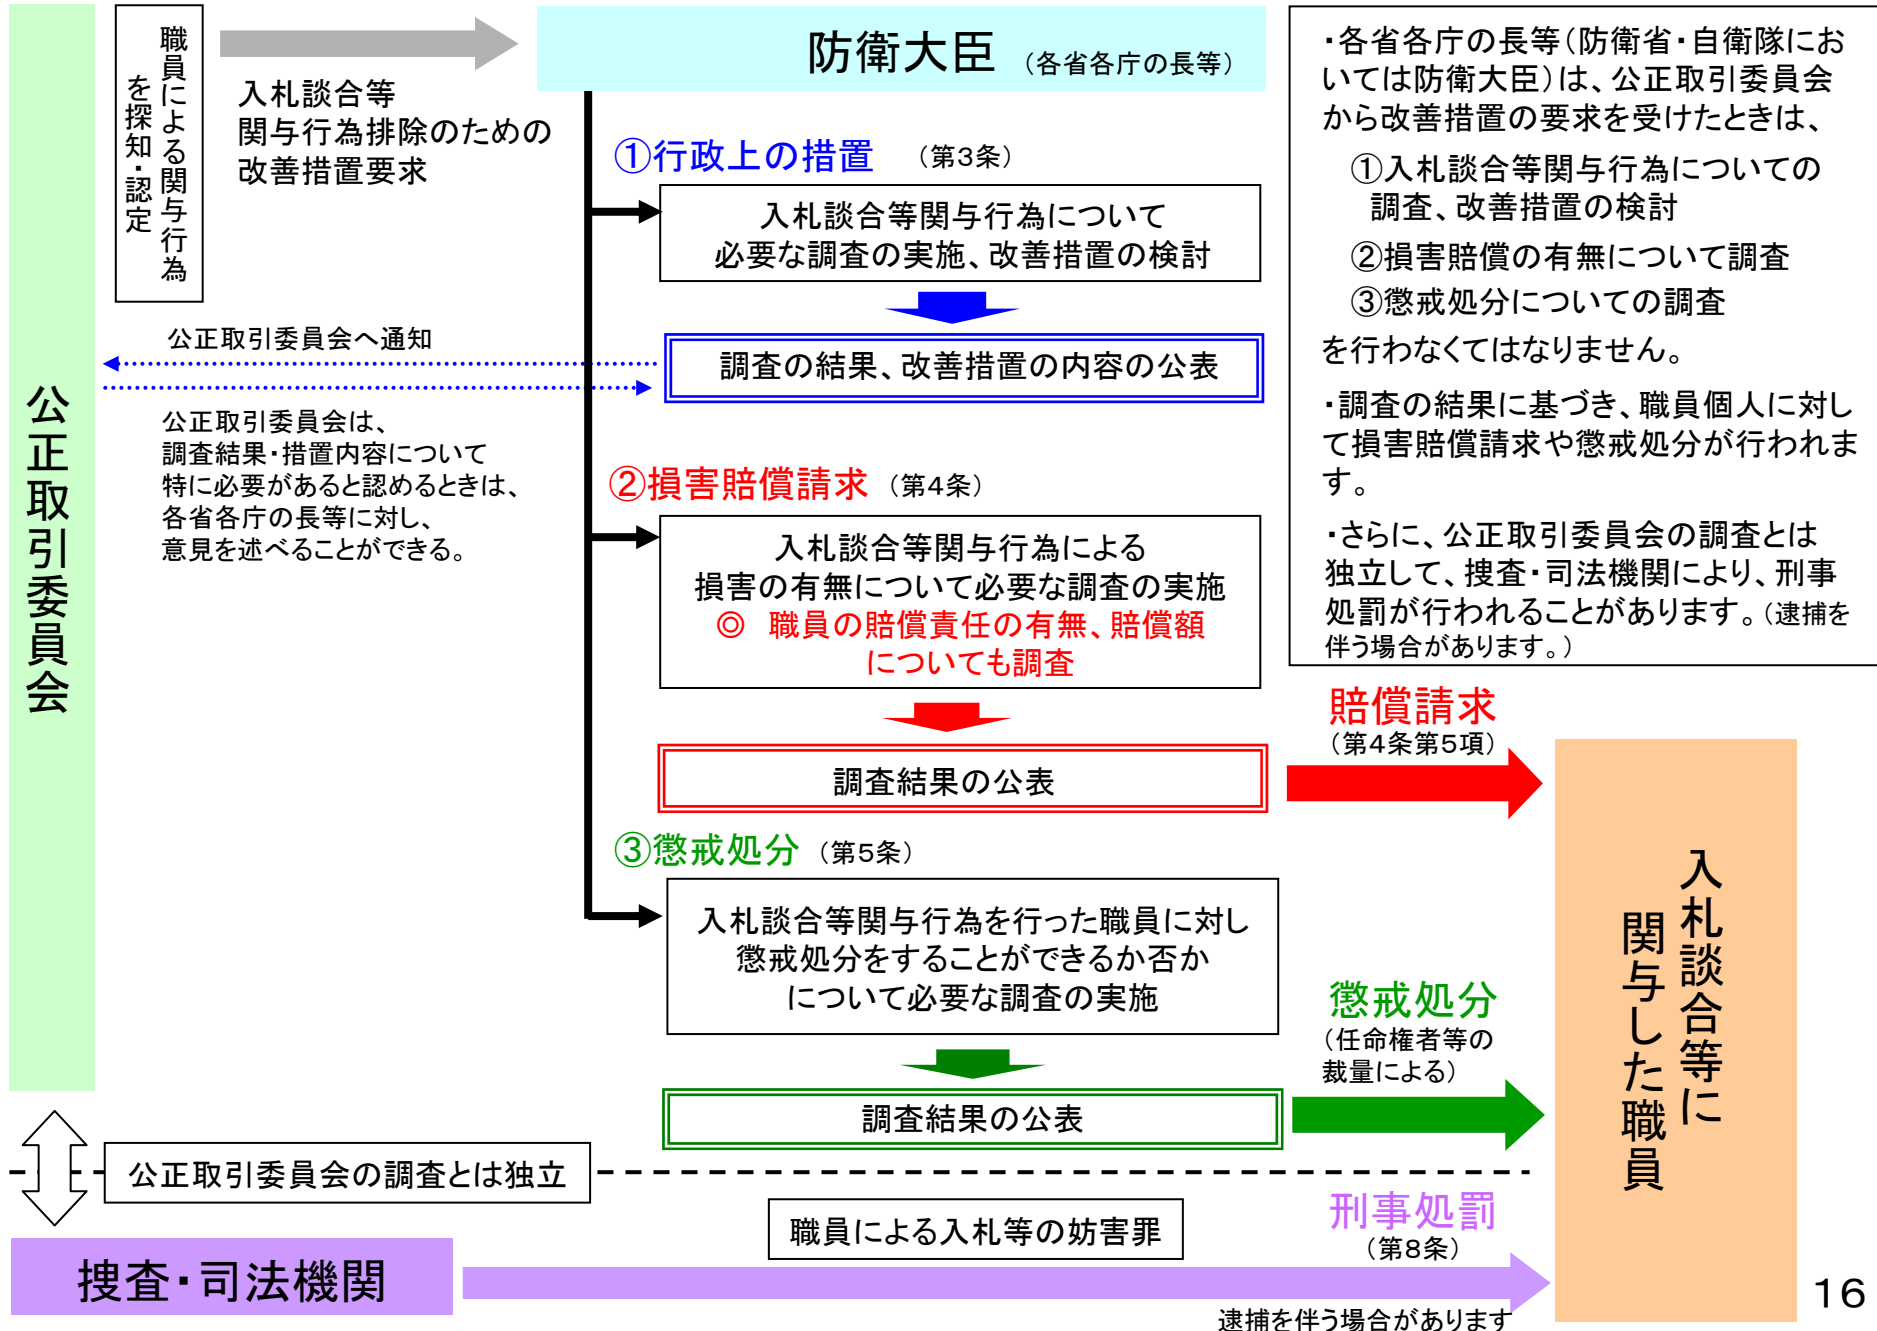 公正取引委員会
職員による関与行為
を探知・認定
入札談合等
関与行為排除のための
改善措置要求
防衛大臣 (各省各庁の長等)
①行政上の措置 (第3条)
入札談合等関与行為について
必要な調査の実施、改善措置の検討
公正取引委員会へ通知
調査の結果、改善措置の内容の公表
公正取引委員会は、
調査結果・措置内容について
特に必要があると認めるときは、
各省各庁の長等に対し、
意見を述べることができる。
②損害賠償請求 (第4条)
入札談合等関与行為による
損害の有無について必要な調査の実施
◎ 職員の賠償責任の有無、賠償額
についても調査
調査結果の公表
賠償請求
(第4条第5項)
③懲戒処分 (第5条)
入札談合等関与行為を行った職員に対し
懲戒処分をすることができるか否か
について必要な調査の実施
調査結果の公表
懲戒処分
(任命権者等の
裁量による)
・各省各庁の長等(防衛省・自衛隊にお
いては防衛大臣)は、公正取引委員会
から改善措置の要求を受けたときは、
①入札談合等関与行為についての
調査、改善措置の検討
②損害賠償の有無について調査
③懲戒処分についての調査
を行わなくてはなりません。
・調査の結果に基づき、職員個人に対し
て損害賠償請求や懲戒処分が行われま
す。
・さらに、公正取引委員会の調査とは
独立して、捜査・司法機関により、刑事
処罰が行われることがあります。(逮捕を
伴う場合があります。)
入札談合等に
関与した職員
公正取引委員会の調査とは独立
捜査・司法機関
職員による入札等の妨害罪
刑事処罰
(第8条)
逮捕を伴う場合があります
16